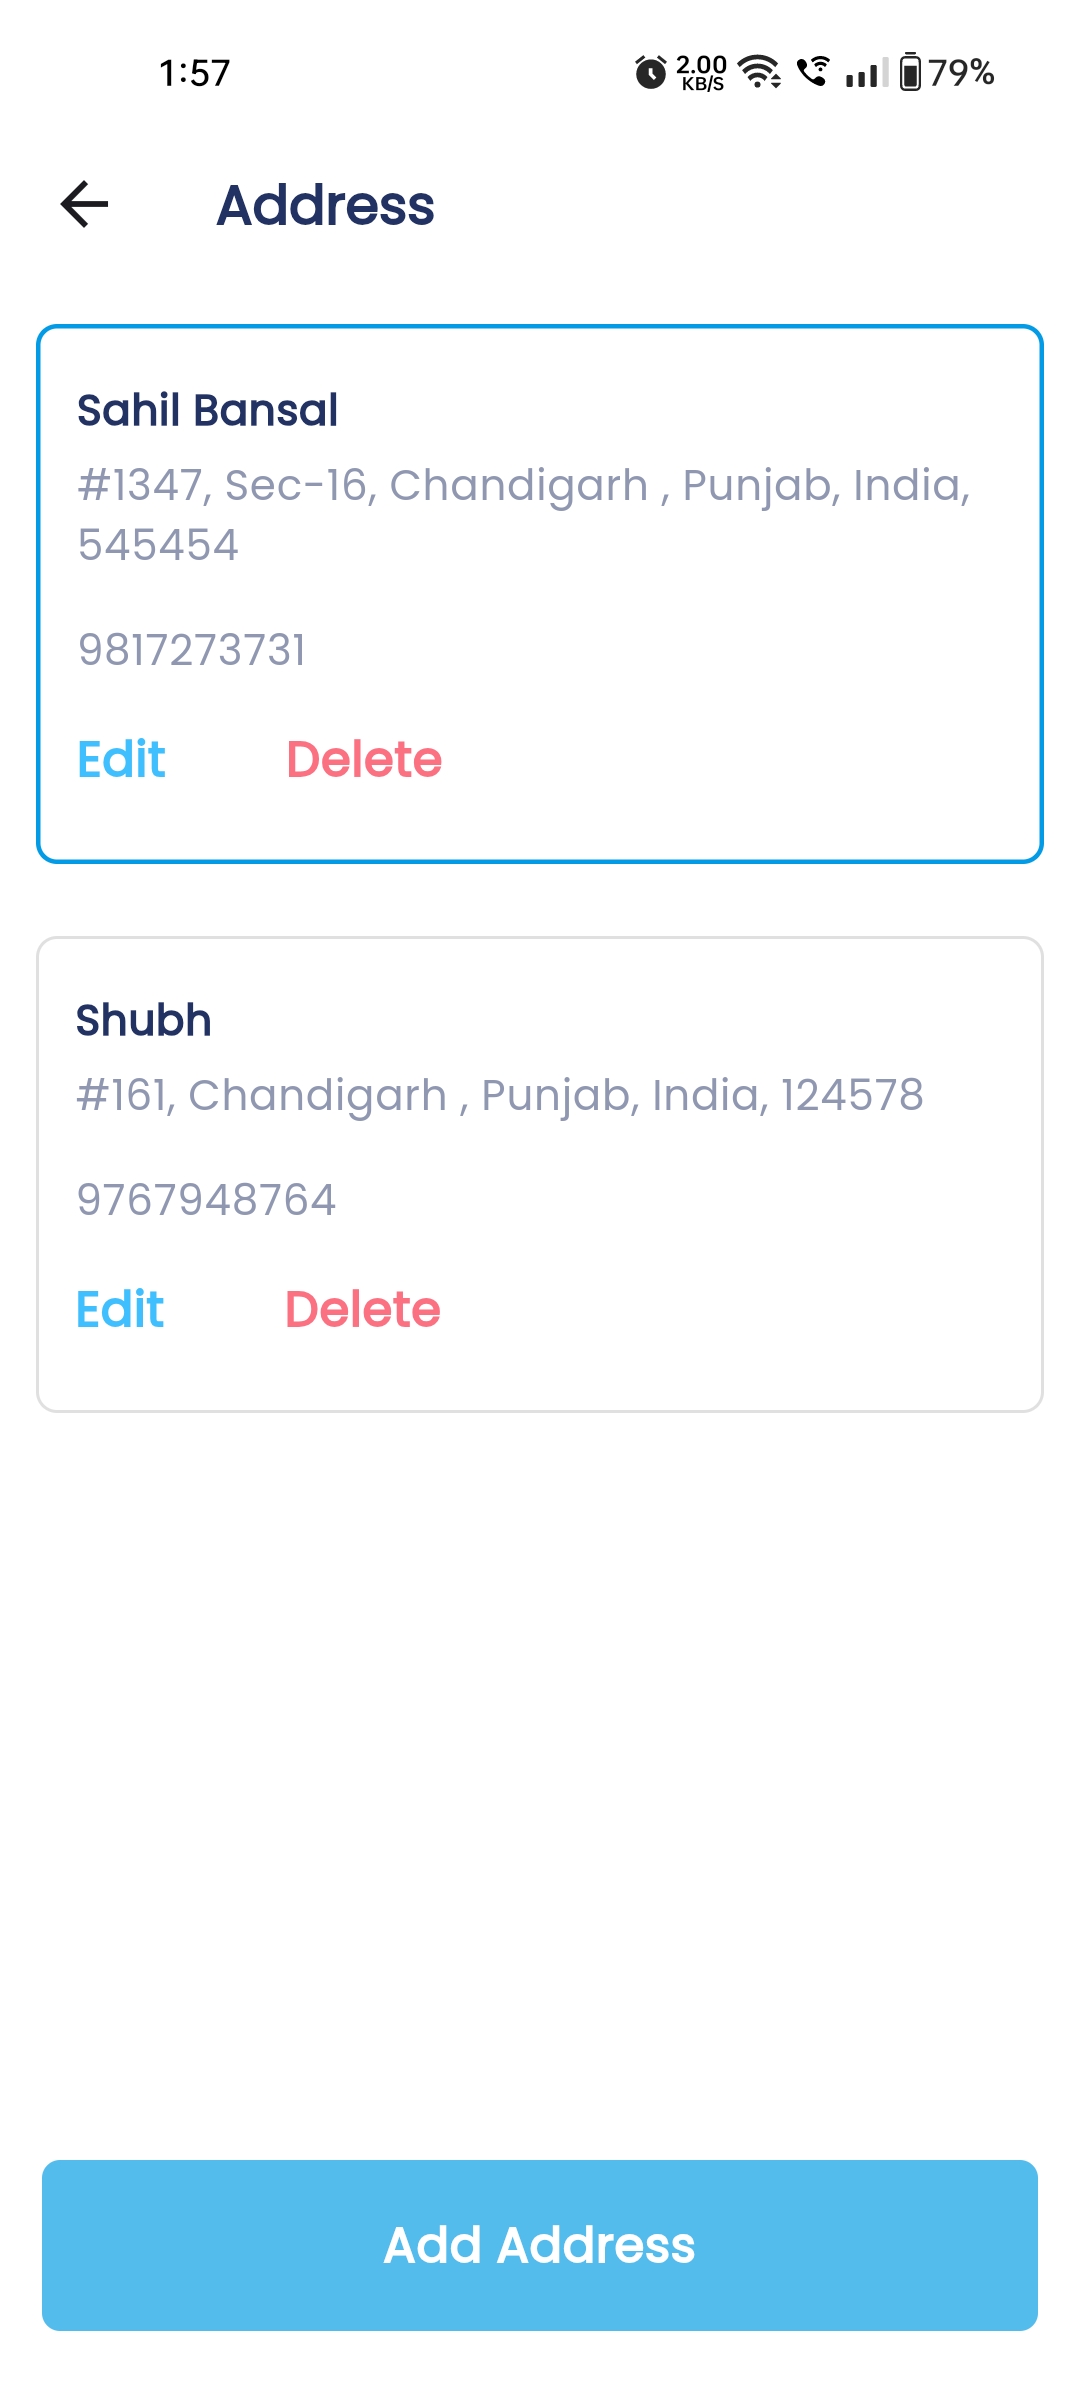 1:57
2.00
KB/S
79%
Address
Sahil Bansal
#1347, Sec-16, Chandigarh , Punjab, India,
545454
9817273731
Edit Delete
Shubh
#161, Chandigarh , Punjab, India, 124578
9767948764
Edit Delete
Add Address